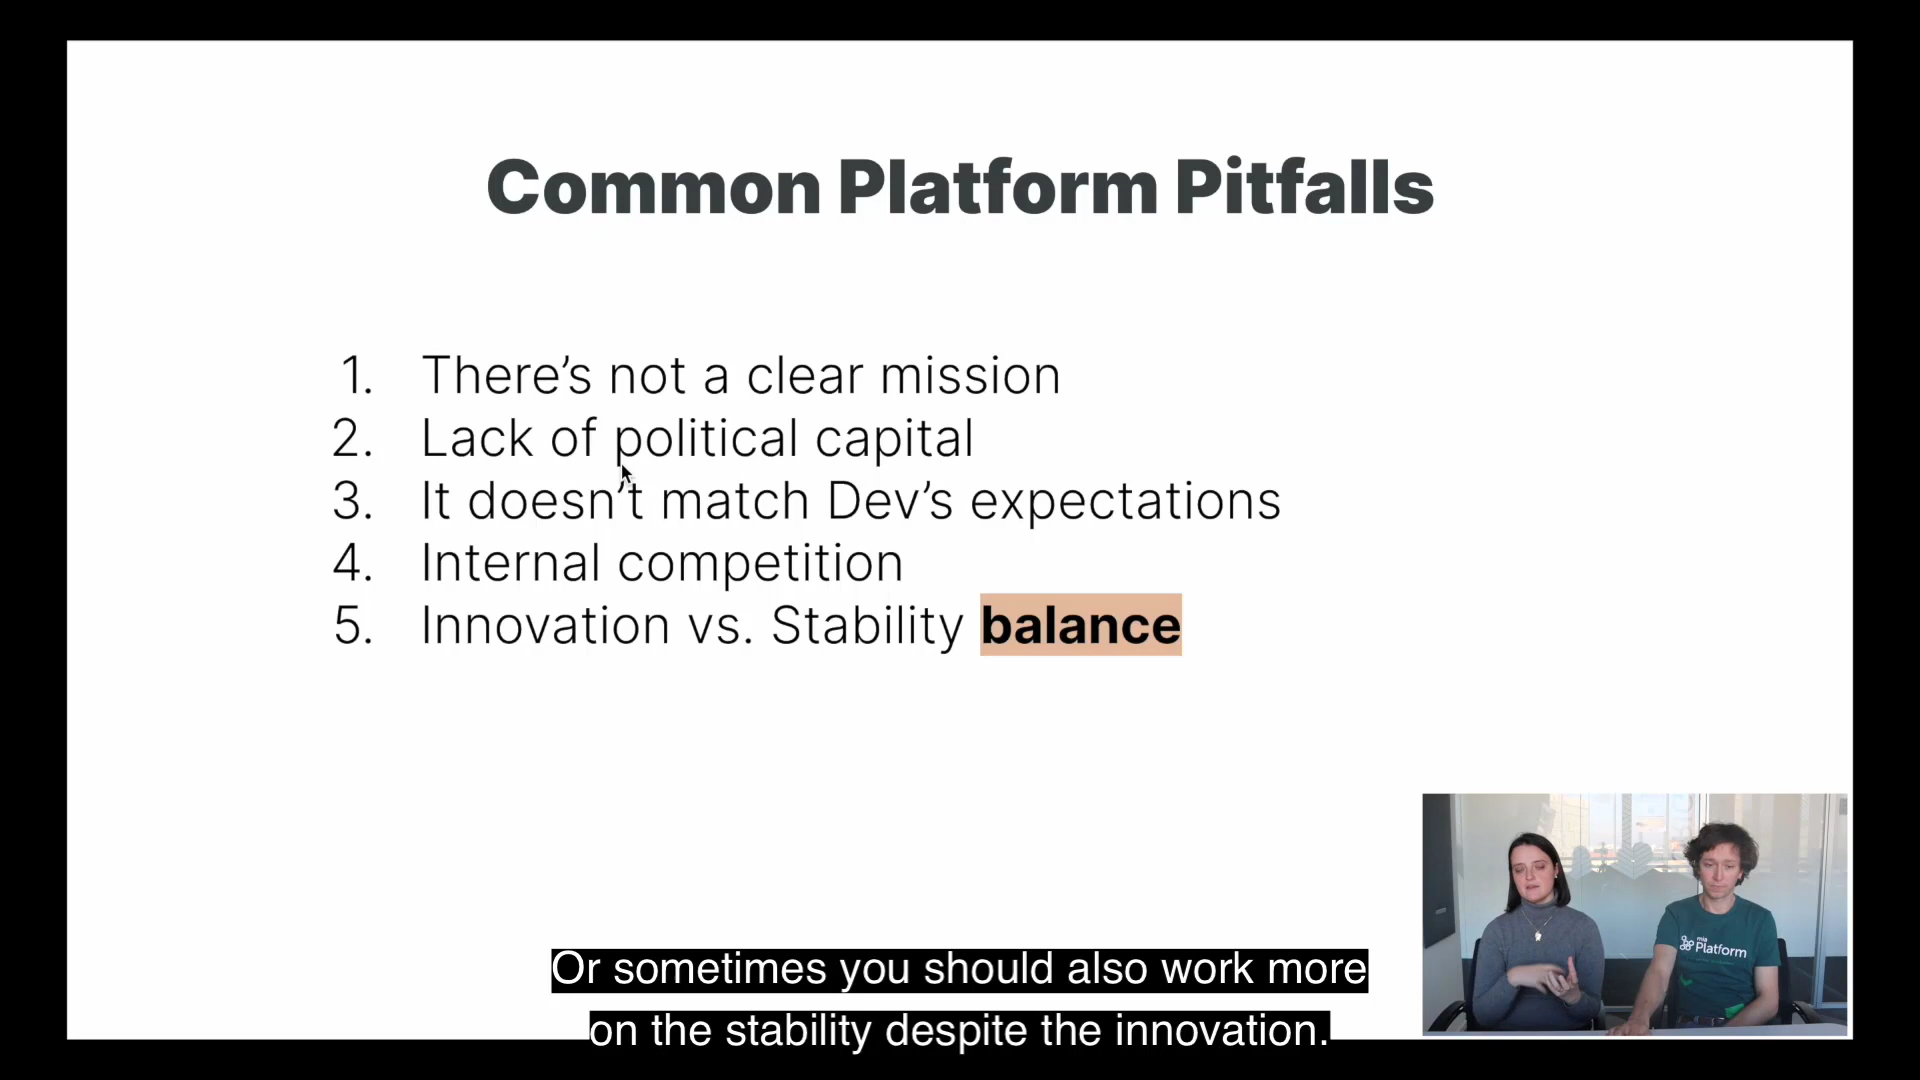 Common Platform Pitfalls
1. There’s not a clear mission
2. Lack of political capital
3. It doesn’t match Dev’s expectations
4. Internal competition
5. Innovation vs. Stability balance
mia
Platform
Or sometimes you should also work more
on the stability despite the innovation.